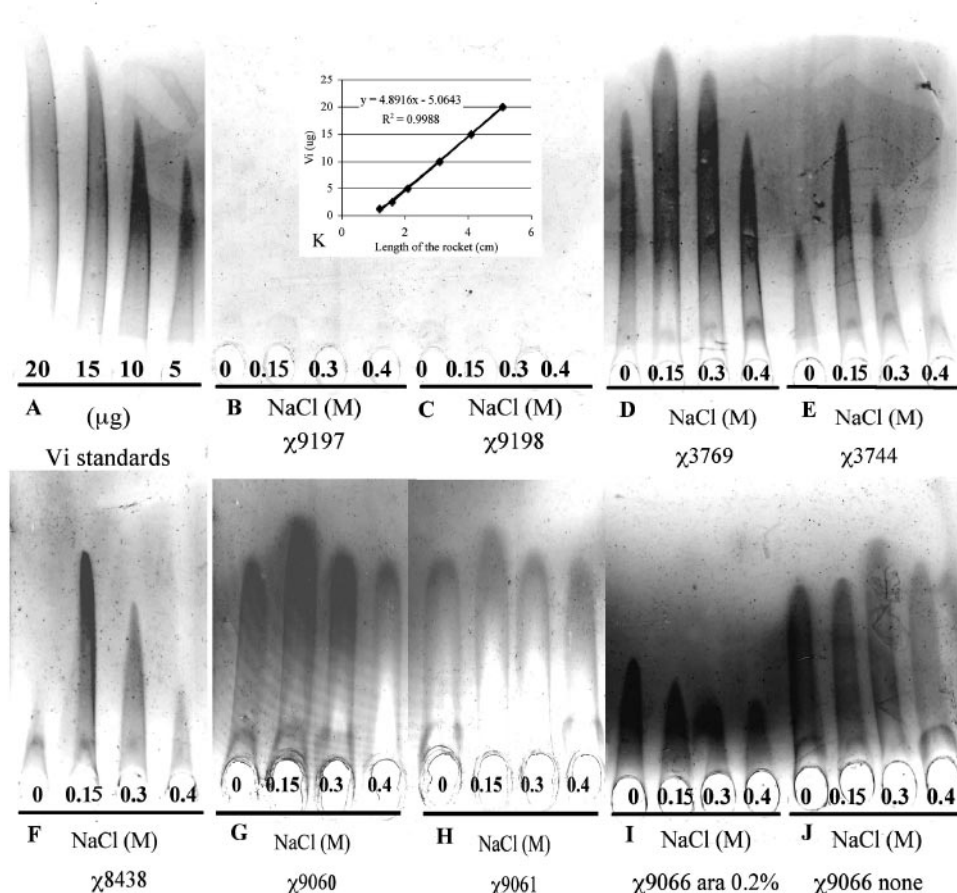 y = 4.8916x - 5.0643
R² = 0.9988
Vi (ug)
25
20
15
10
5
0
0 2 4 6
K Length of the rocket (cm)
20 15 10 5
A
(μg)
Vi standards
0 0.15 0.3 0.4
B NaCl (M)
χ9197
0 0.15 0.3 0.4
C NaCl (M)
χ9198
0 0.15 0.3 0.4
D NaCl (M)
χ3769
0 0.15 0.3 0.4
E NaCl (M)
χ3744
0 0.15 0.3 0.4
F NaCl (M)
χ8438
0 0.15 0.3 0.4
G NaCl (M)
χ9060
0 0.15 0.3 0.4
H NaCl (M)
χ9061
0 0.15 0.3 0.4
I NaCl (M)
χ9066 ara 0.2%
0 0.15 0.3 0.4
J NaCl (M)
χ9066 none